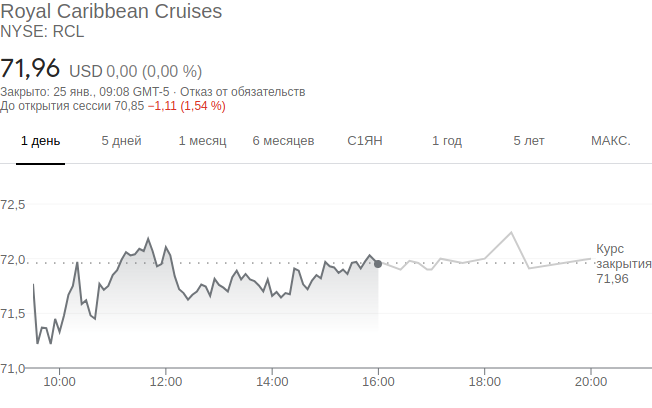 Royal Caribbean Cruises
NYSE: RCL
71,96 USD 0,00 (0,00 %)
Закрыто: 25 янв., 09:08 GMT-5 · Отказ от обязательств
До открытия сессии 70,85 −1,11 (1,54 %)
1 день 5 дней 1 месяц 6 месяцев С1ЯН 1 год 5 лет МАКС.
72,5
72,0
Курс
закрытия
71,96
71,5
71,0
10:00 12:00 14:00 16:00 18:00 20:00